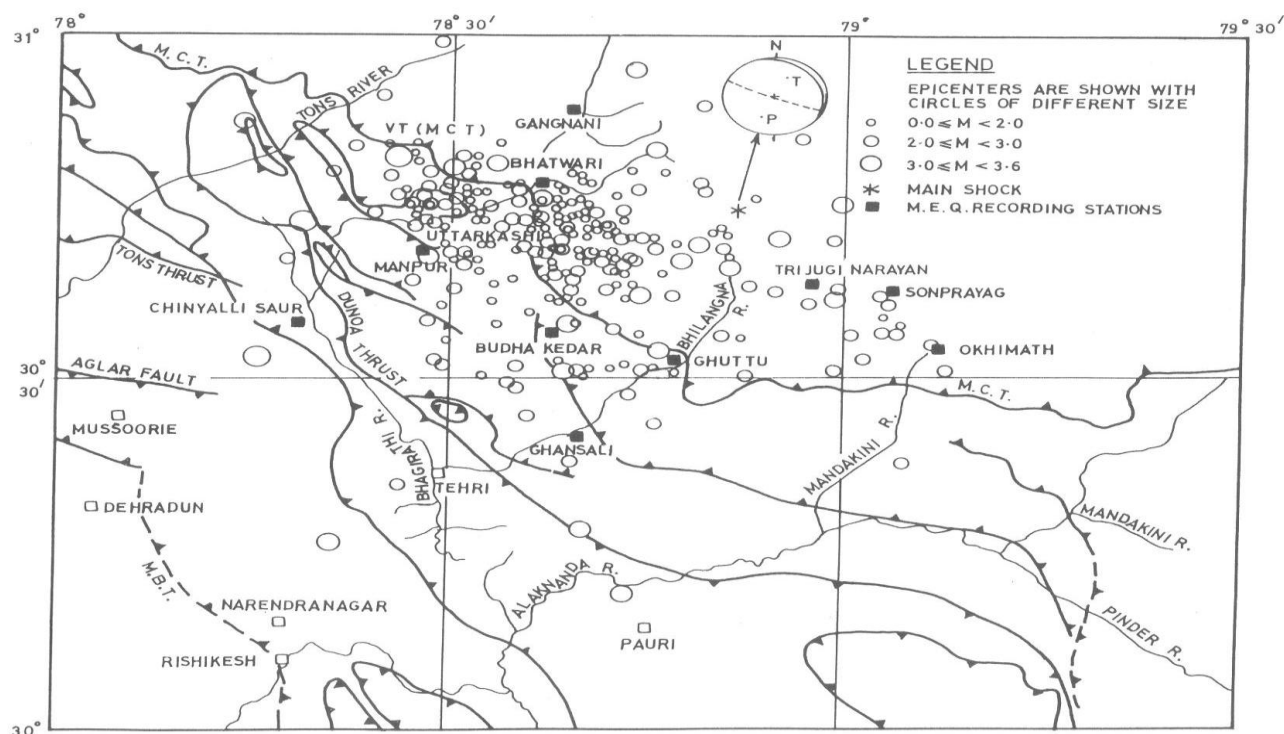 78°
78°30'
79°
79°30'
31°
M.C.T.
TONS RIVER
N
T
P
LEGEND
EPICENTERS ARE SHOWN WITH
CIRCLES OF DIFFERENT SIZE
0.0 ≤ M < 2.0
2.0 ≤ M < 3.0
3.0 ≤ M < 3.6
MAIN SHOCK
M.E.Q. RECORDING STATIONS
GANGNANI
VT (M C T)
BHATWARI
UTTARKASHI
MANPUR
TONS THRUST
CHINYALLI SAUR
DUNOA THRUST
BUDHA KEDAR
BHILANGNA R.
GHUTTU
TRIJUGI NARAYAN
SONPRAYAG
OKHIMATH
AGLAR FAULT
30°
30'
M.C.T.
MUSSOORIE
BHAGIRATHI R.
GHANSALI
TEHRI
MANDAKINI R.
DEHRADUN
MANDAKINI R.
M.B.T.
NARENDRANAGAR
ALAKNANDA R.
PAURI
PINDER R.
RISHIKESH
30°